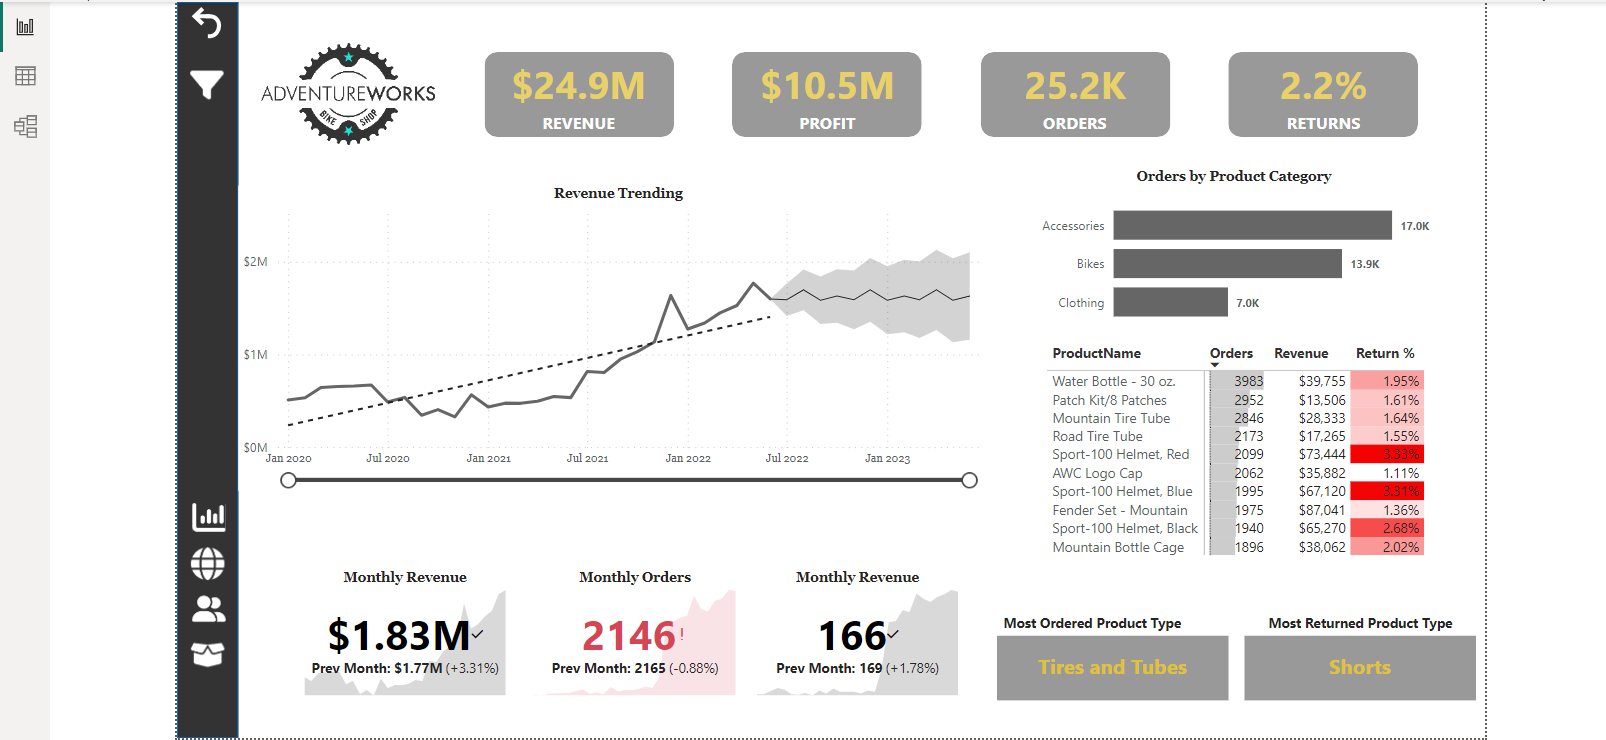 ADVENTUREWORKS
BIKE SHOP
$24.9M
REVENUE
$10.5M
PROFIT
25.2K
ORDERS
2.2%
RETURNS
Revenue Trending
$2M
$1M
$0M
Jan 2020 Jul 2020 Jan 2021 Jul 2021 Jan 2022 Jul 2022 Jan 2023
Orders by Product Category
Accessories 17.0K
Bikes 13.9K
Clothing 7.0K
ProductName Orders Revenue Return %
Water Bottle - 30 oz. 3983 $39,755 1.95%
Patch Kit/8 Patches 2952 $13,506 1.61%
Mountain Tire Tube 2846 $28,333 1.64%
Road Tire Tube 2173 $17,265 1.55%
Sport-100 Helmet, Red 2099 $73,444 3.33%
AWC Logo Cap 2062 $35,882 1.11%
Sport-100 Helmet, Blue 1995 $67,120 3.31%
Fender Set - Mountain 1975 $87,041 1.36%
Sport-100 Helmet, Black 1940 $65,270 2.68%
Mountain Bottle Cage 1896 $38,062 2.02%
Monthly Revenue
$1.83M
Prev Month: $1.77M (+3.31%)
Monthly Orders
2146!
Prev Month: 2165 (-0.88%)
Monthly Revenue
166
Prev Month: 169 (+1.78%)
Most Ordered Product Type
Tires and Tubes
Most Returned Product Type
Shorts